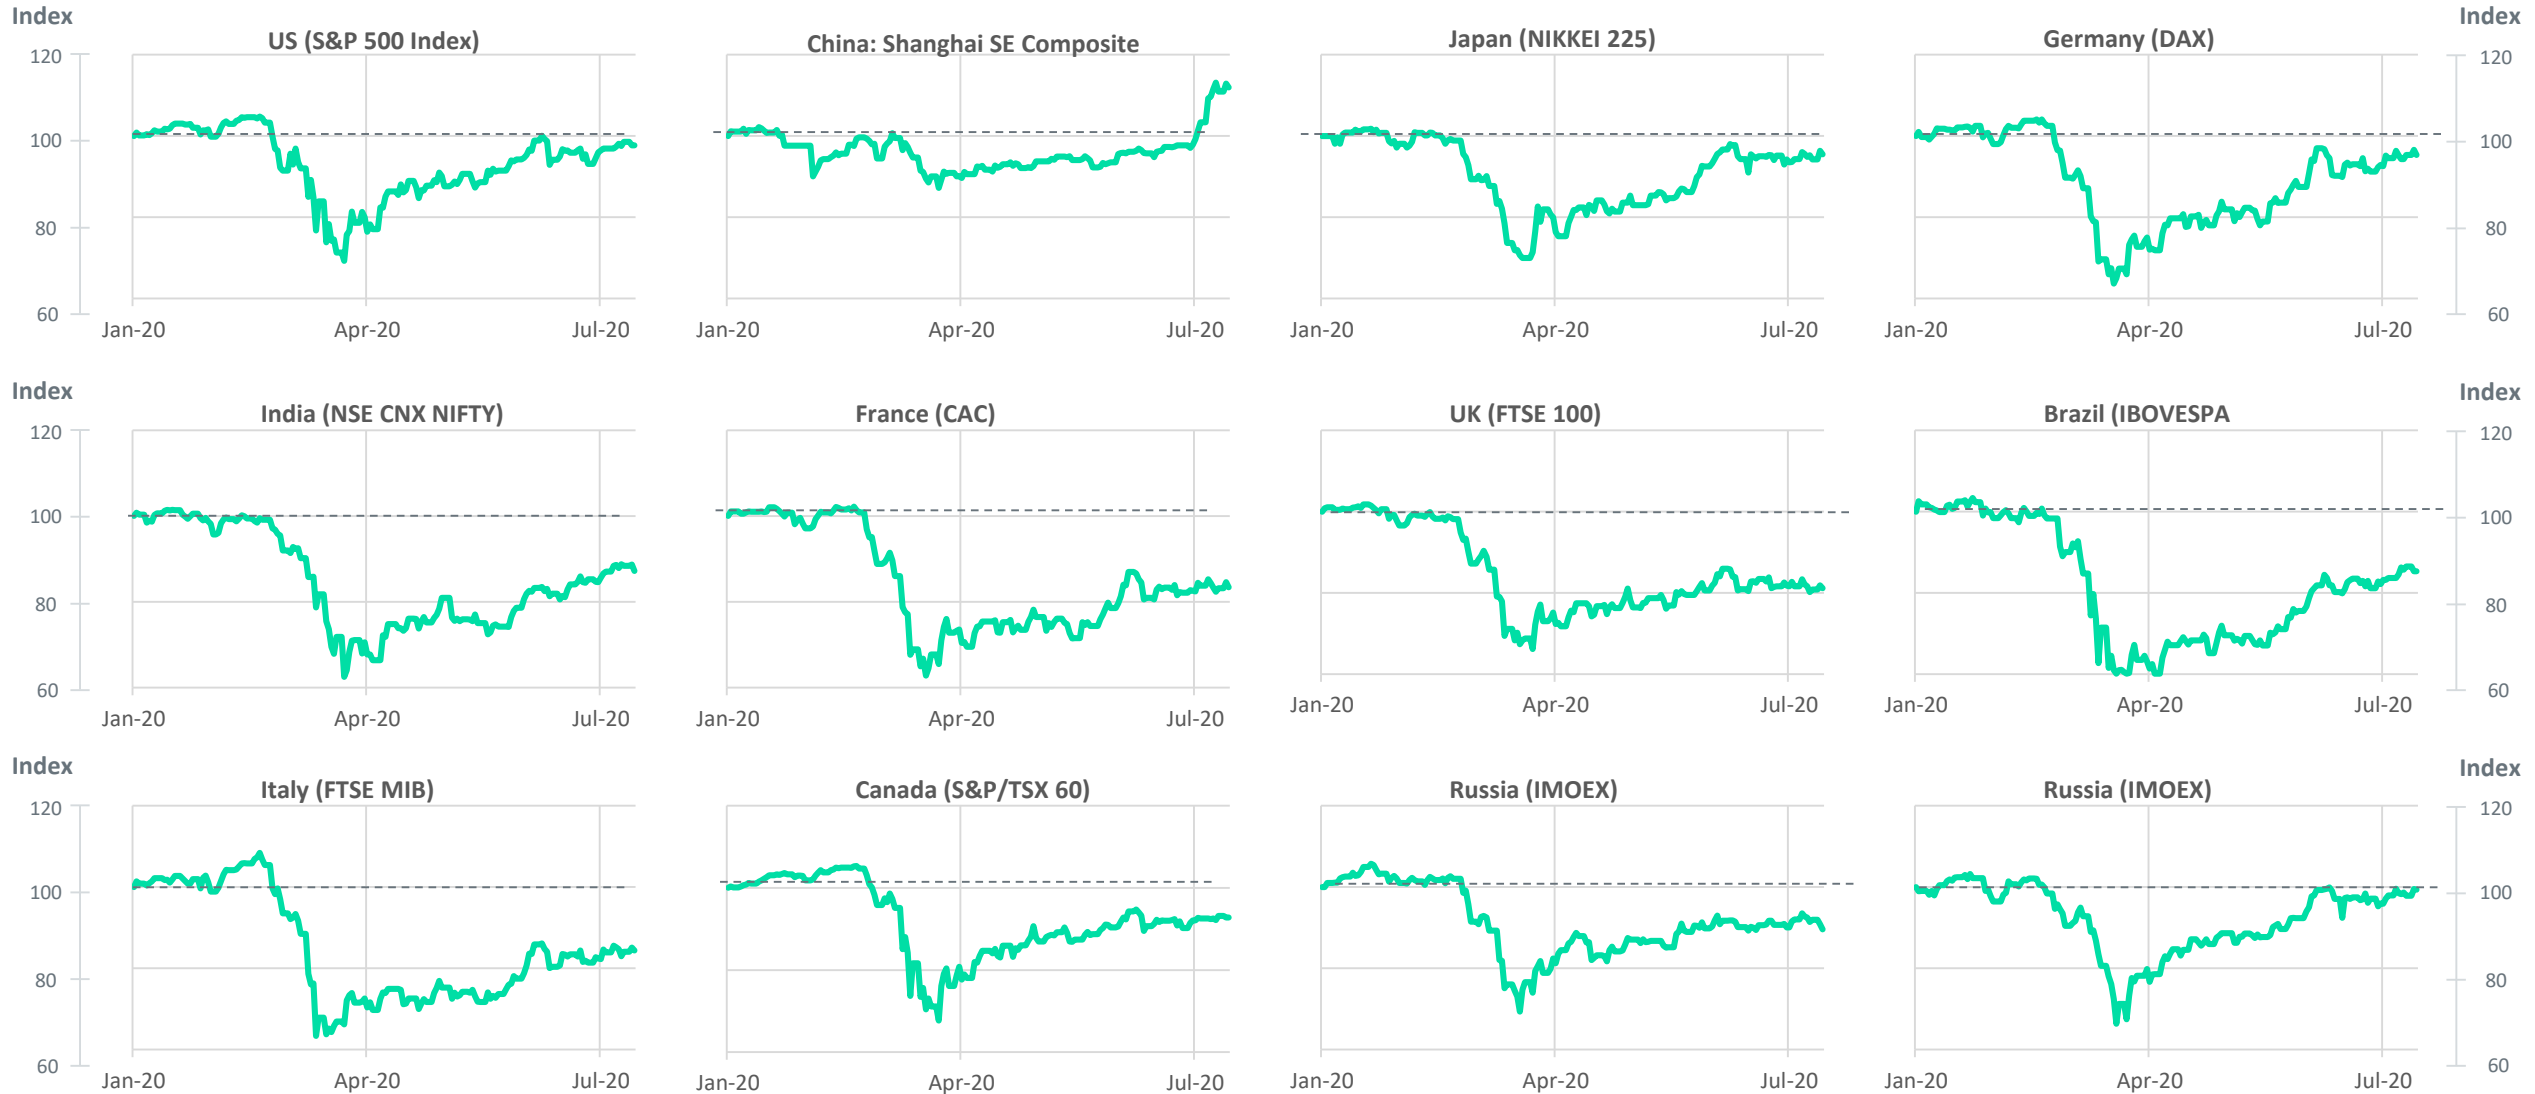 Index
Index
US (S&P 500 Index)
China: Shanghai SE Composite
Japan (NIKKEI 225)
Germany (DAX)
120
100
80
60
120
100
80
60
Jan-20 Apr-20 Jul-20
Jan-20 Apr-20 Jul-20
Jan-20 Apr-20 Jul-20
Jan-20 Apr-20 Jul-20
Index
Index
India (NSE CNX NIFTY)
France (CAC)
UK (FTSE 100)
Brazil (IBOVESPA
120
100
80
60
120
100
80
60
Jan-20 Apr-20 Jul-20
Jan-20 Apr-20 Jul-20
Jan-20 Apr-20 Jul-20
Jan-20 Apr-20 Jul-20
Index
Index
Italy (FTSE MIB)
Canada (S&P/TSX 60)
Russia (IMOEX)
Russia (IMOEX)
120
100
80
60
120
100
80
60
Jan-20 Apr-20 Jul-20
Jan-20 Apr-20 Jul-20
Jan-20 Apr-20 Jul-20
Jan-20 Apr-20 Jul-20